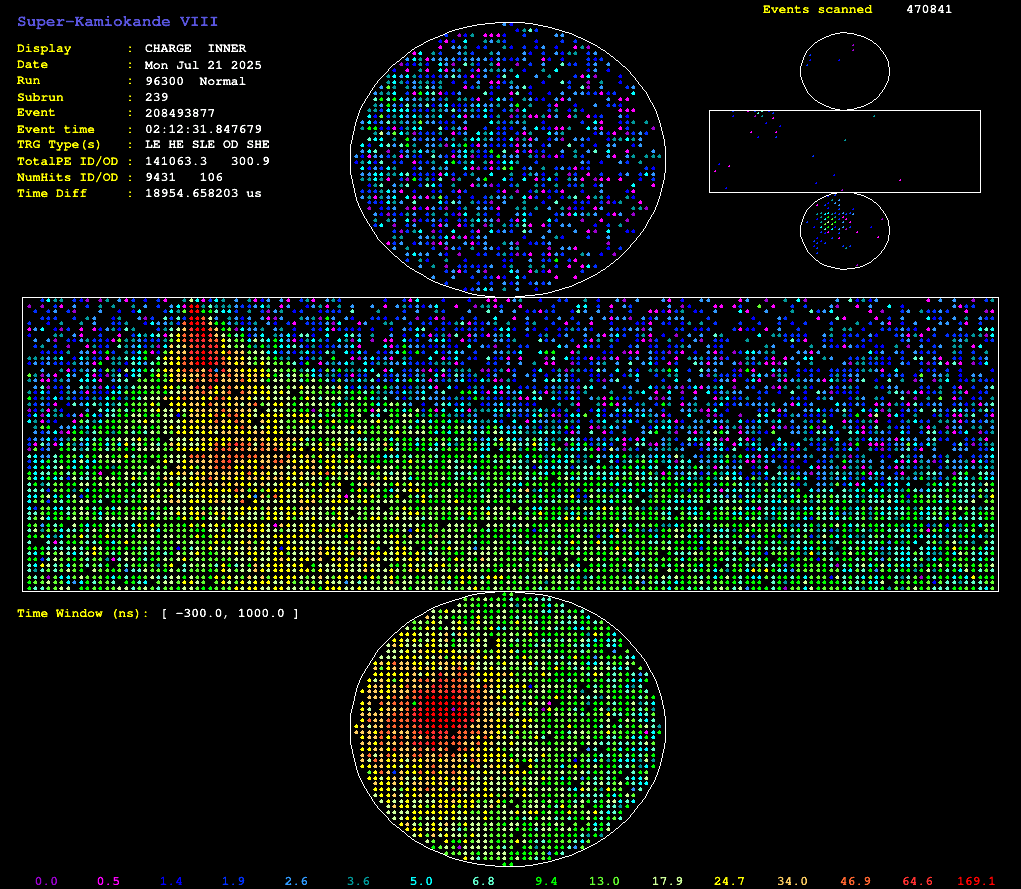 Super-Kamiokande VIII
Events scanned 470841
Display : CHARGE INNER
Date : Mon Jul 21 2025
Run : 96300 Normal
Subrun : 239
Event : 208493877
Event time : 02:12:31.847679
TRG Type(s) : LE HE SLE OD SHE
TotalPE ID/OD : 141063.3 300.9
NumHits ID/OD : 9431 106
Time Diff : 18954.658203 us
Time Window (ns): [ -300.0, 1000.0 ]
0.0 0.5 1.4 1.9 2.6 3.6 5.0 6.8 9.4 13.0 17.9 24.7 34.0 46.9 64.6 169.1